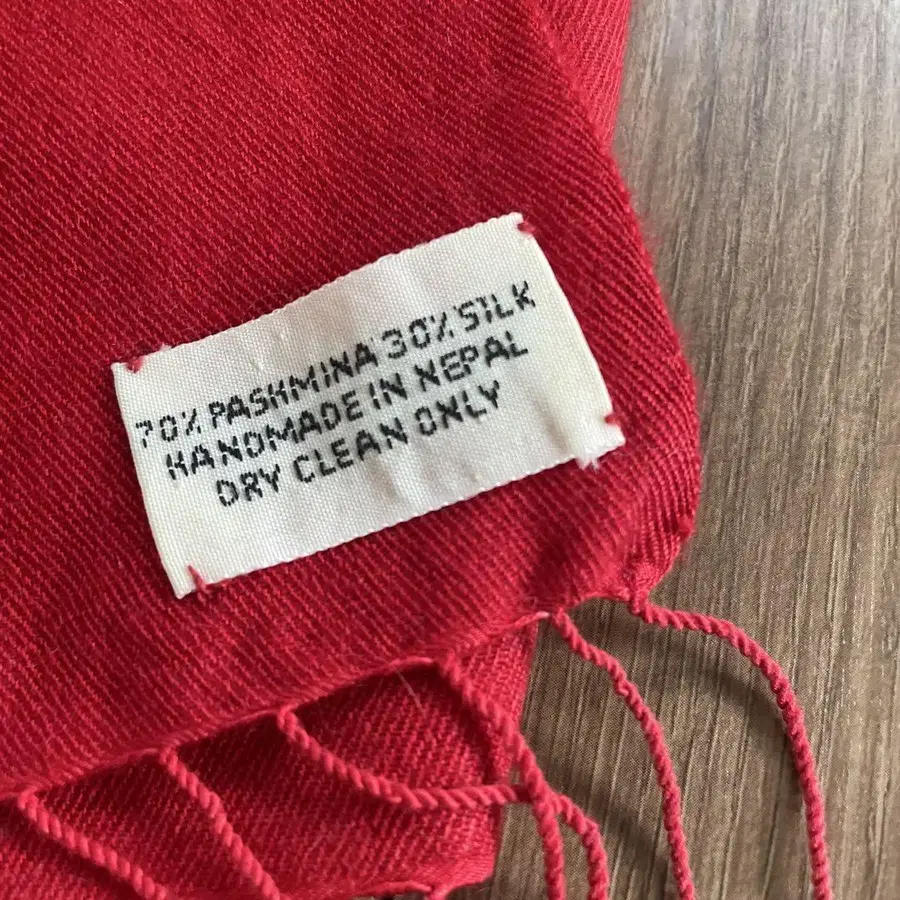 70% PASHMINA 30% SILK
HANDMADE IN NEPAL
DRY CLEAN ONLY